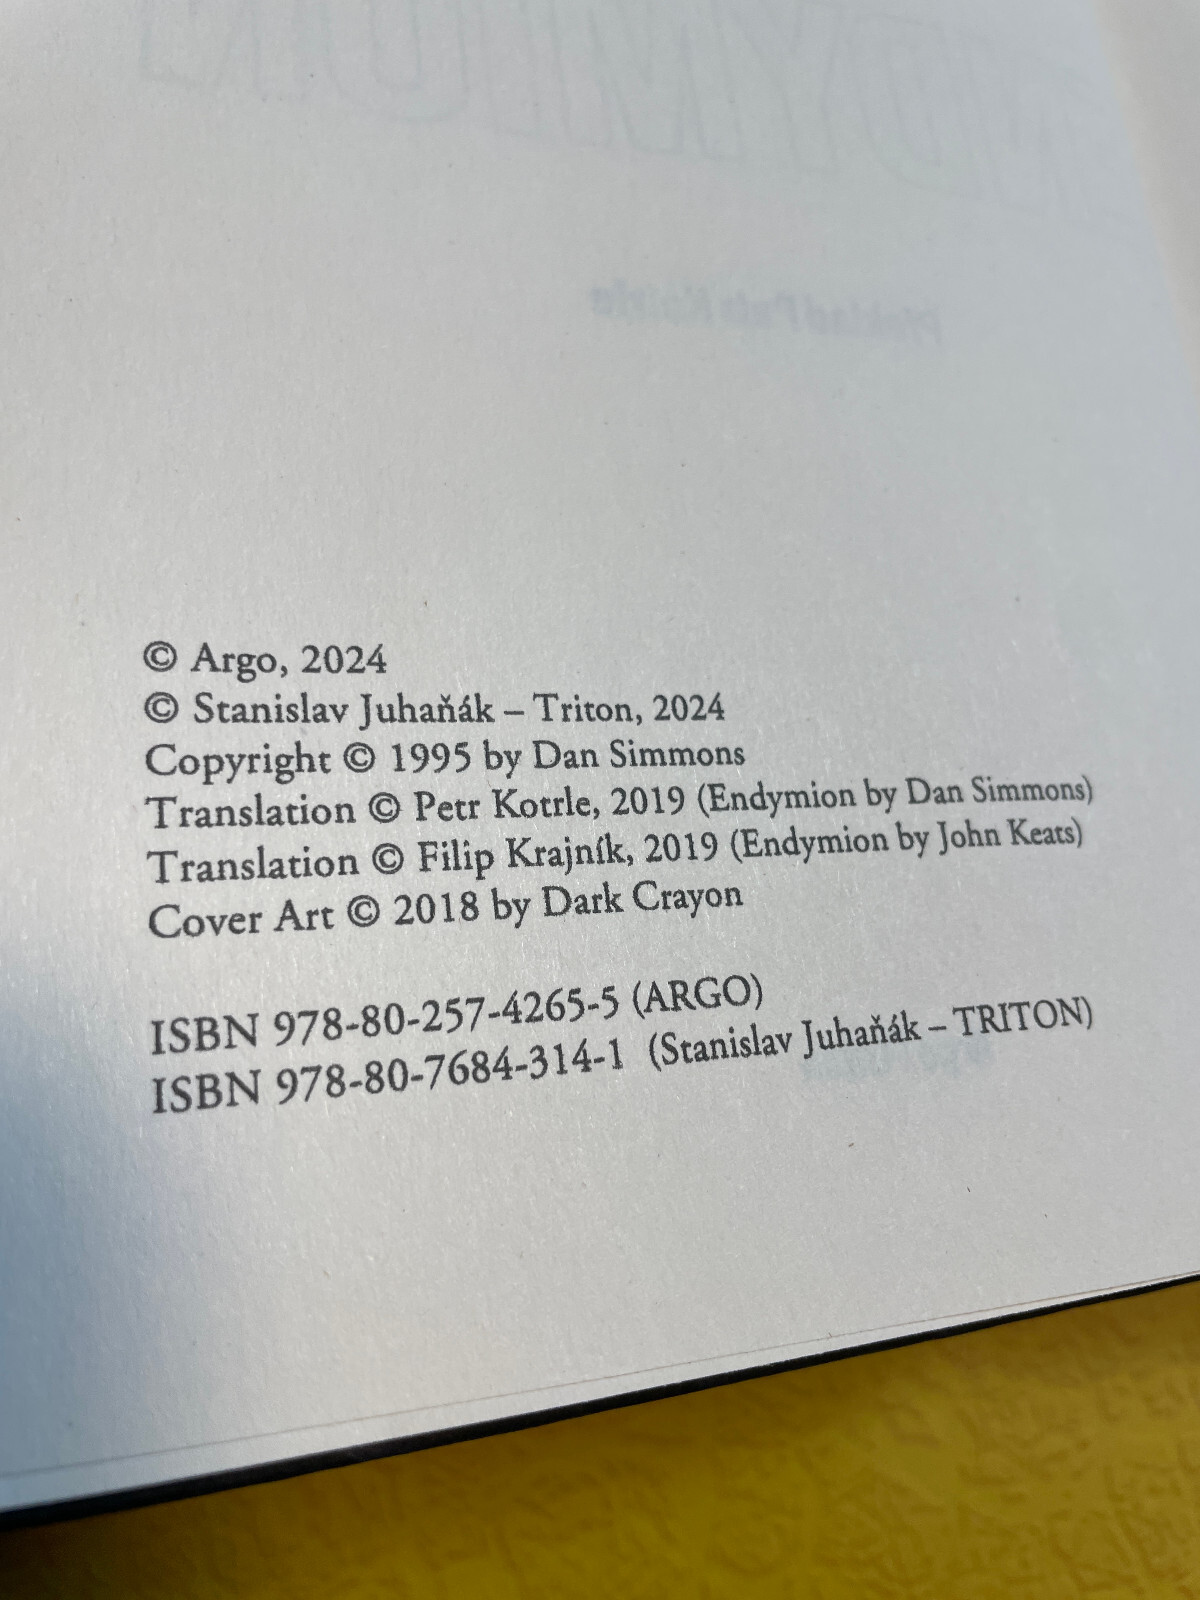 © Argo, 2024
© Stanislav Juhaňák – Triton, 2024
Copyright © 1995 by Dan Simmons
Translation © Petr Kotrle, 2019 (Endymion by Dan Simmons)
Translation © Filip Krajník, 2019 (Endymion by John Keats)
Cover Art © 2018 by Dark Crayon
ISBN 978-80-257-4265-5 (ARGO)
ISBN 978-80-7684-314-1 (Stanislav Juhaňák – TRITON)